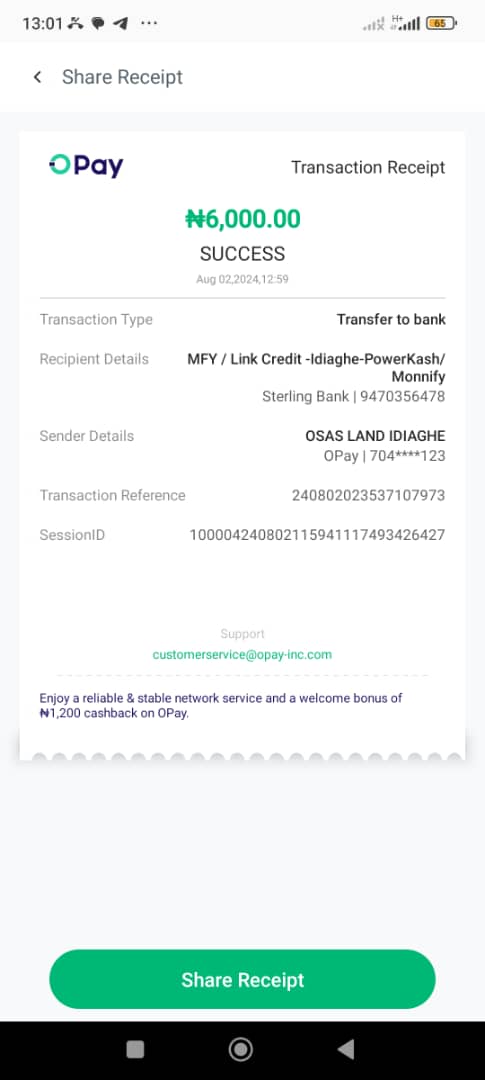 13:01
H+
65
Share Receipt
OPay
Transaction Receipt
₦6,000.00
SUCCESS
Aug 02,2024,12:59
Transaction Type
Transfer to bank
Recipient Details
MFY / Link Credit -Idiaghe-PowerKash/
Monnify
Sterling Bank | 9470356478
Sender Details
OSAS LAND IDIAGHE
OPay | 704****123
Transaction Reference
240802023537107973
SessionID
100004240802115941117493426427
Support
customerservice@opay-inc.com
Enjoy a reliable & stable network service and a welcome bonus of
₦1,200 cashback on OPay.
Share Receipt